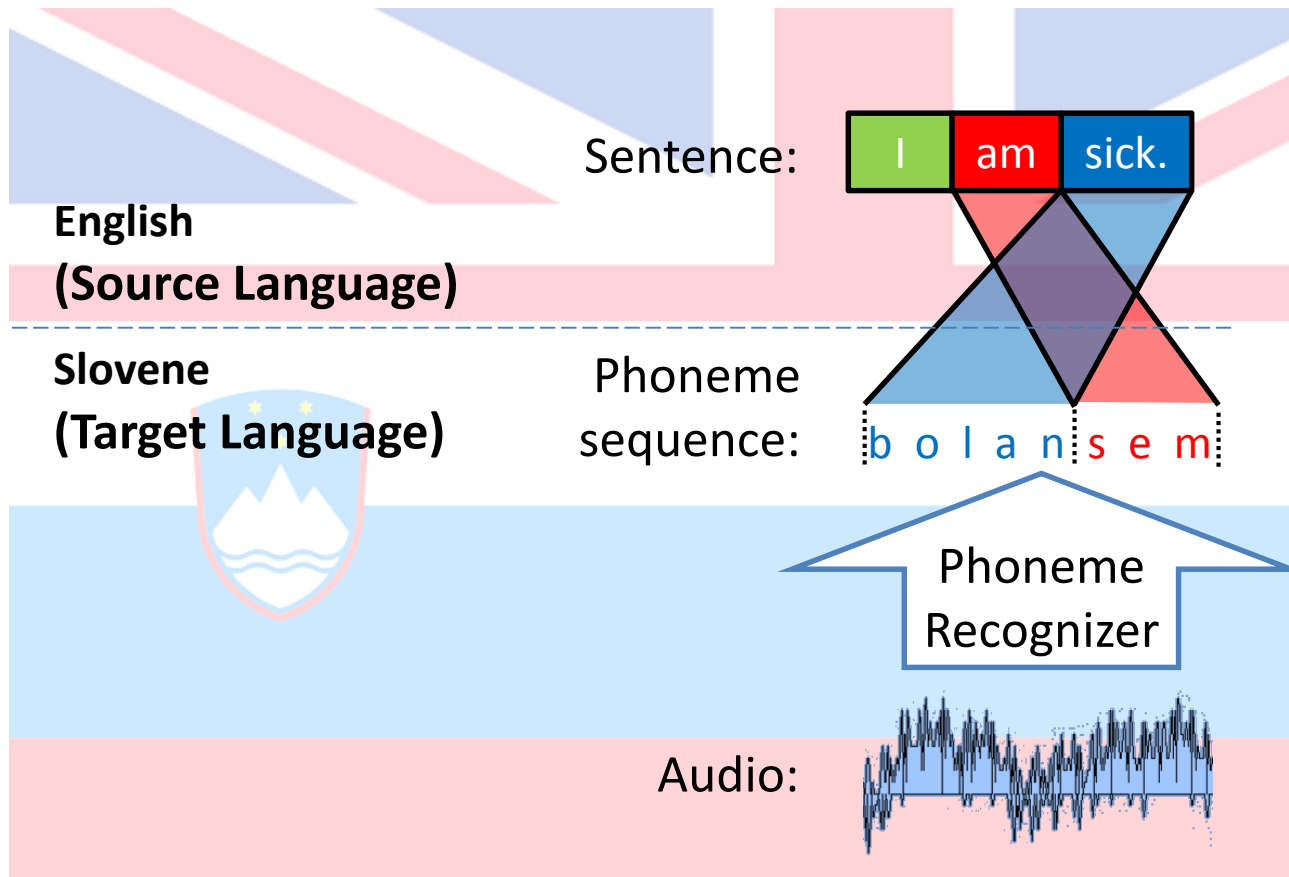 Sentence:
I am sick.
English
(Source Language)
Slovene
(Target Language)
Phoneme
sequence:
b o l a n s e m
Phoneme
Recognizer
Audio: